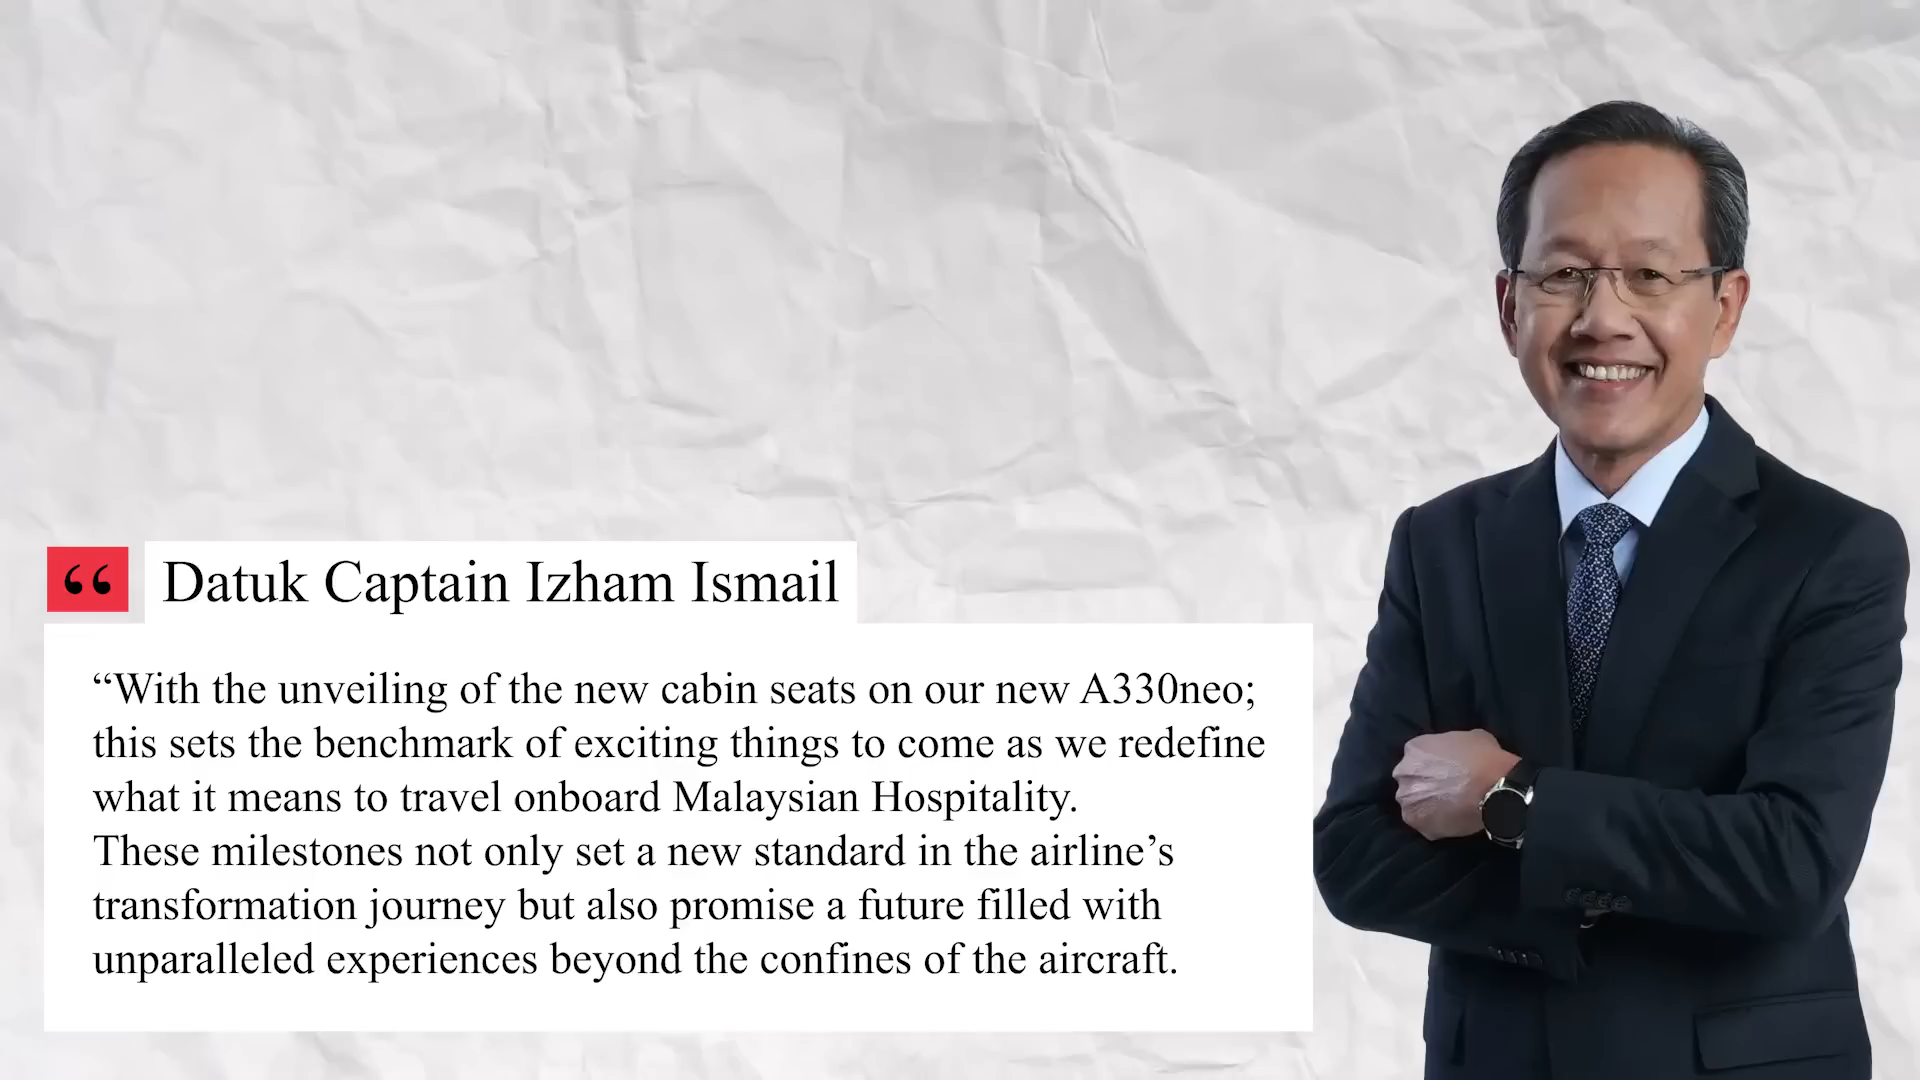 “
Datuk Captain Izham Ismail
“With the unveiling of the new cabin seats on our new A330neo;
this sets the benchmark of exciting things to come as we redefine
what it means to travel onboard Malaysian Hospitality.
These milestones not only set a new standard in the airline’s
transformation journey but also promise a future filled with
unparalleled experiences beyond the confines of the aircraft.